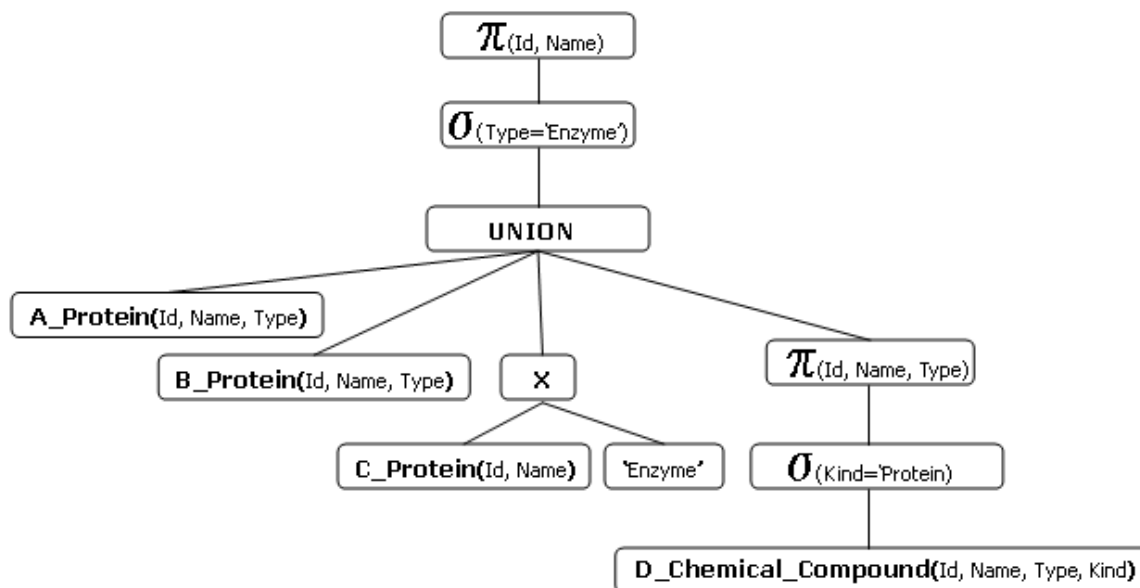 π(Id, Name)
σ(Type='Enzyme')
UNION
A_Protein(Id, Name, Type)
B_Protein(Id, Name, Type)
X
π(Id, Name, Type)
C_Protein(Id, Name)
'Enzyme'
σ(Kind='Protein)
D_Chemical_Compound(Id, Name, Type, Kind)